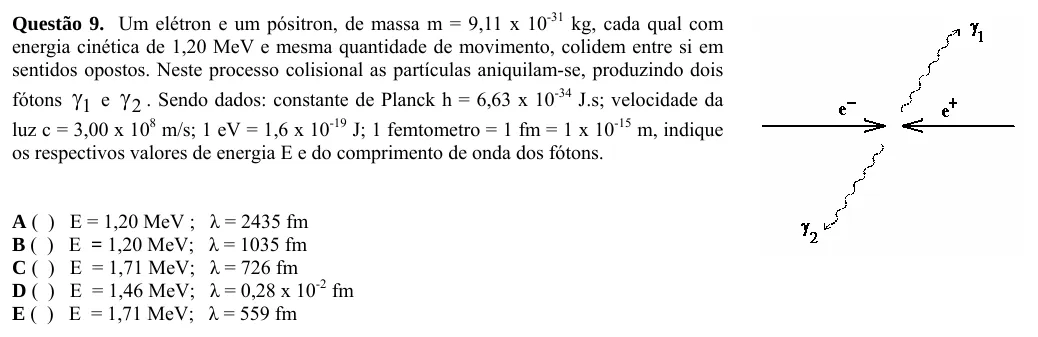 Questão 9. Um elétron e um pósitron, de massa m = 9,11 x 10⁻³¹ kg, cada qual com
energia cinética de 1,20 MeV e mesma quantidade de movimento, colidem entre si em
sentidos opostos. Neste processo colisional as partículas aniquilam-se, produzindo dois
fótons γ₁ e γ₂. Sendo dados: constante de Planck h = 6,63 x 10⁻³⁴ J.s; velocidade da
luz c = 3,00 x 10⁸ m/s; 1 eV = 1,6 x 10⁻¹⁹ J; 1 femtometro = 1 fm = 1 x 10⁻¹⁵ m, indique
os respectivos valores de energia E e do comprimento de onda dos fótons.
A ( ) E = 1,20 MeV ; λ = 2435 fm
B ( ) E = 1,20 MeV; λ = 1035 fm
C ( ) E = 1,71 MeV; λ = 726 fm
D ( ) E = 1,46 MeV; λ = 0,28 x 10⁻² fm
E ( ) E = 1,71 MeV; λ = 559 fm
γ₁
e⁻ e⁺
γ₂